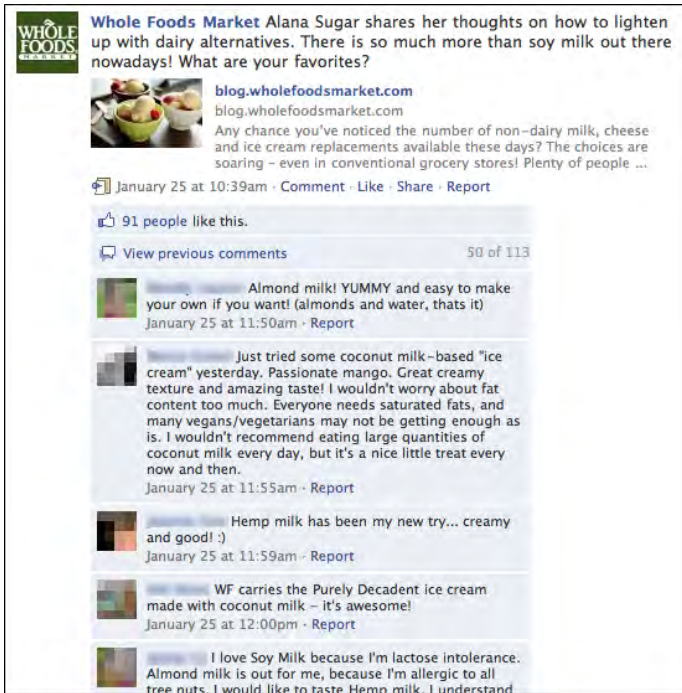 WHOLE
FOODS
MARKET
Whole Foods Market Alana Sugar shares her thoughts on how to lighten
up with dairy alternatives. There is so much more than soy milk out there
nowadays! What are your favorites?
blog.wholefoodsmarket.com
blog.wholefoodsmarket.com
Any chance you've noticed the number of non-dairy milk, cheese
and ice cream replacements available these days? The choices are
soaring – even in conventional grocery stores! Plenty of people ...
January 25 at 10:39am · Comment · Like · Share · Report
91 people like this.
View previous comments 50 of 113
Almond milk! YUMMY and easy to make
your own if you want! (almonds and water, thats it)
January 25 at 11:50am · Report
Just tried some coconut milk-based "ice
cream" yesterday. Passionate mango. Great creamy
texture and amazing taste! I wouldn't worry about fat
content too much. Everyone needs saturated fats, and
many vegans/vegetarians may not be getting enough as
is. I wouldn't recommend eating large quantities of
coconut milk every day, but it's a nice little treat every
now and then.
January 25 at 11:55am · Report
Hemp milk has been my new try... creamy
and good! :)
January 25 at 11:59am · Report
WF carries the Purely Decadent ice cream
made with coconut milk – it's awesome!
January 25 at 12:00pm · Report
I love Soy Milk because I'm lactose intolerance.
Almond milk is out for me, because I'm allergic to all
tree nuts. I would like to taste Hemp milk. I understand